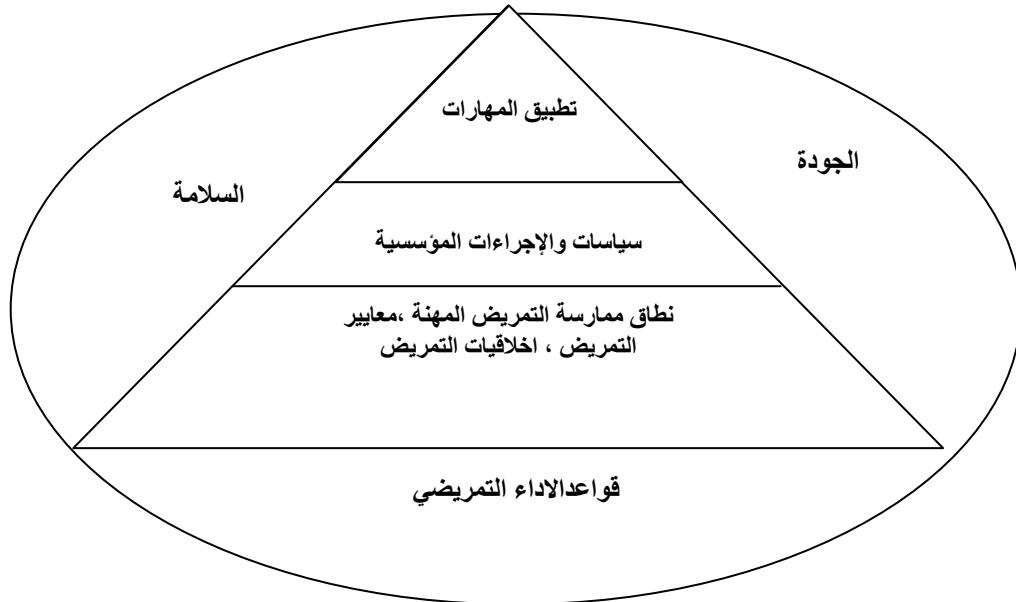 تطبيق المهارات
الجودة
السلامة
سياسات والإجراءات المؤسسية
نطاق ممارسة التمريض المهنة ،معايير
التمريض ، اخلاقيات التمريض
قواعدالاداء التمريضي